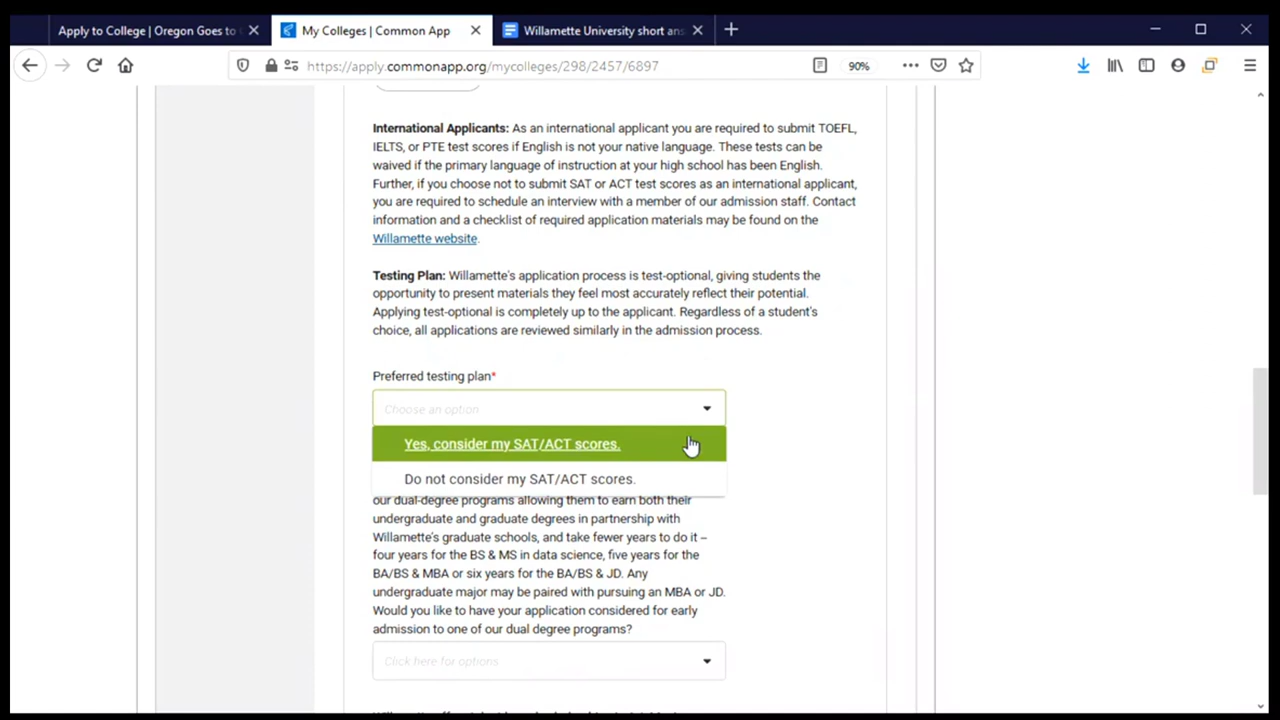 Apply to College | Oregon Goes to
My Colleges | Common App
Willamette University short ans
https://apply.commonapp.org/mycolleges/298/2457/6897
90%
International Applicants: As an international applicant you are required to submit TOEFL,
IELTS, or PTE test scores if English is not your native language. These tests can be
waived if the primary language of instruction at your high school has been English.
Further, if you choose not to submit SAT or ACT test scores as an international applicant,
you are required to schedule an interview with a member of our admission staff. Contact
information and a checklist of required application materials may be found on the
Willamette website.
Testing Plan: Willamette's application process is test-optional, giving students the
opportunity to present materials they feel most accurately reflect their potential.
Applying test-optional is completely up to the applicant. Regardless of a student's
choice, all applications are reviewed similarly in the admission process.
Preferred testing plan*
Choose an option
Yes, consider my SAT/ACT scores.
Do not consider my SAT/ACT scores.
our dual-degree programs allowing them to earn both their
undergraduate and graduate degrees in partnership with
Willamette's graduate schools, and take fewer years to do it –
four years for the BS & MS in data science, five years for the
BA/BS & MBA or six years for the BA/BS & JD. Any
undergraduate major may be paired with pursuing an MBA or JD.
Would you like to have your application considered for early
admission to one of our dual degree programs?
Click here for options